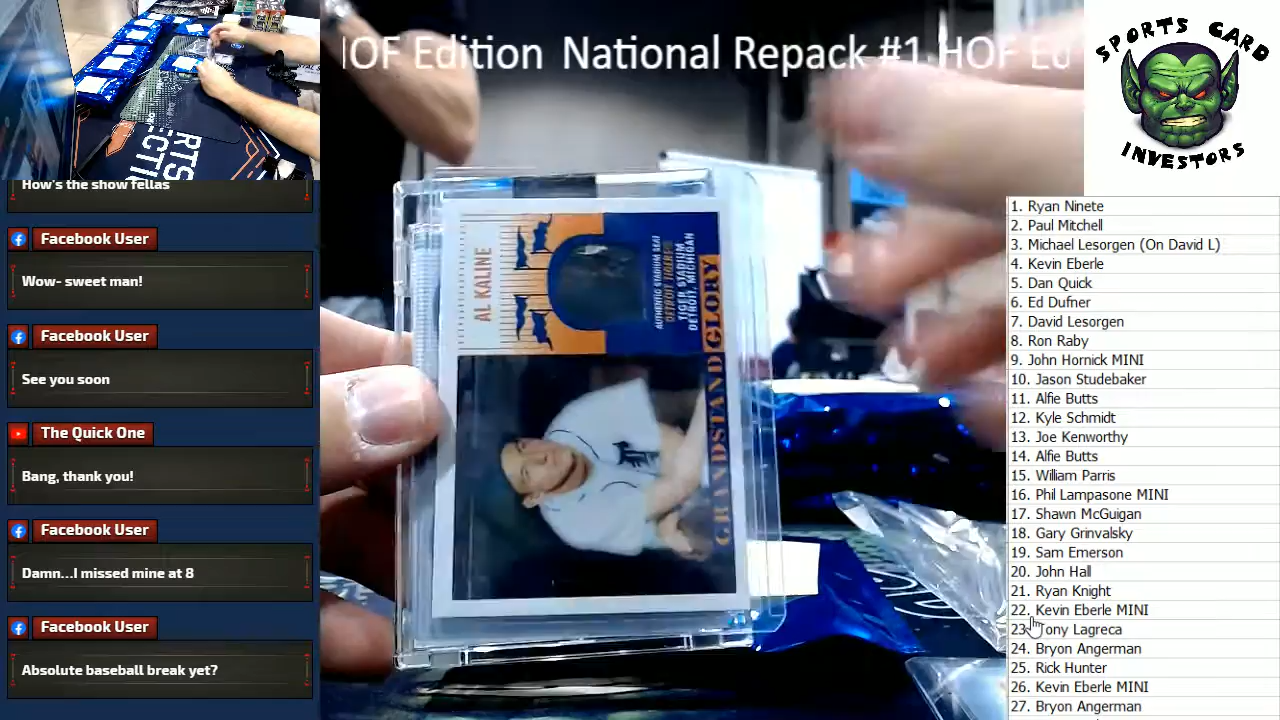 HOF Edition National Repack #1 HOF Ed
SPORTS CARD
INVESTORS
RTS
How's the show fellas
Facebook User
Wow- sweet man!
Facebook User
See you soon
The Quick One
Bang, thank you!
Facebook User
Damn...I missed mine at 8
Facebook User
Absolute baseball break yet?
AL KALINE
AUTHENTIC STADIUM SEAT
DETROIT TIGERS
TIGER STADIUM
DETROIT, MICHIGAN
GRANDSTAND GLORY
1. Ryan Ninete
2. Paul Mitchell
3. Michael Lesorgen (On David L)
4. Kevin Eberle
5. Dan Quick
6. Ed Dufner
7. David Lesorgen
8. Ron Raby
9. John Hornick MINI
10. Jason Studebaker
11. Alfie Butts
12. Kyle Schmidt
13. Joe Kenworthy
14. Alfie Butts
15. William Parris
16. Phil Lampasone MINI
17. Shawn McGuigan
18. Gary Grinvalsky
19. Sam Emerson
20. John Hall
21. Ryan Knight
22. Kevin Eberle MINI
23. Tony Lagreca
24. Bryon Angerman
25. Rick Hunter
26. Kevin Eberle MINI
27. Bryon Angerman